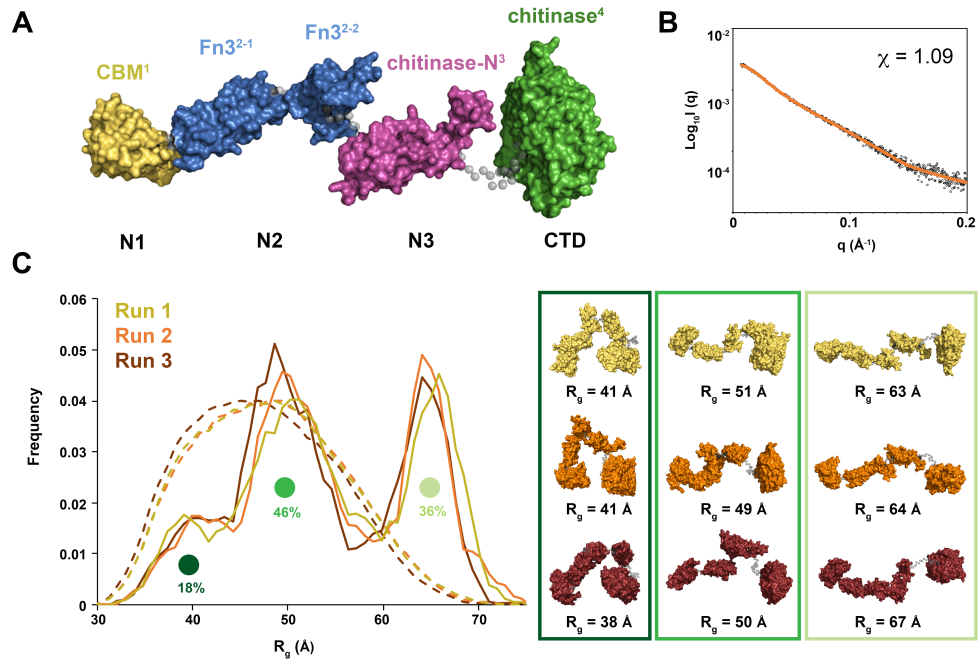 A
CBM¹
Fn3²⁻¹
Fn3²⁻²
chitinase-N³
chitinase⁴
N1
N2
N3
CTD
B
χ = 1.09
Log₁₀I (q)
10⁻²
10⁻³
10⁻⁴
0
0.1
0.2
q (Å⁻¹)
C
Run 1
Run 2
Run 3
Frequency
0.06
0.05
0.04
0.03
0.02
0.01
0
18%
46%
36%
30
40
50
60
70
Rg (Å)
Rg = 41 Å
Rg = 51 Å
Rg = 63 Å
Rg = 41 Å
Rg = 49 Å
Rg = 64 Å
Rg = 38 Å
Rg = 50 Å
Rg = 67 Å